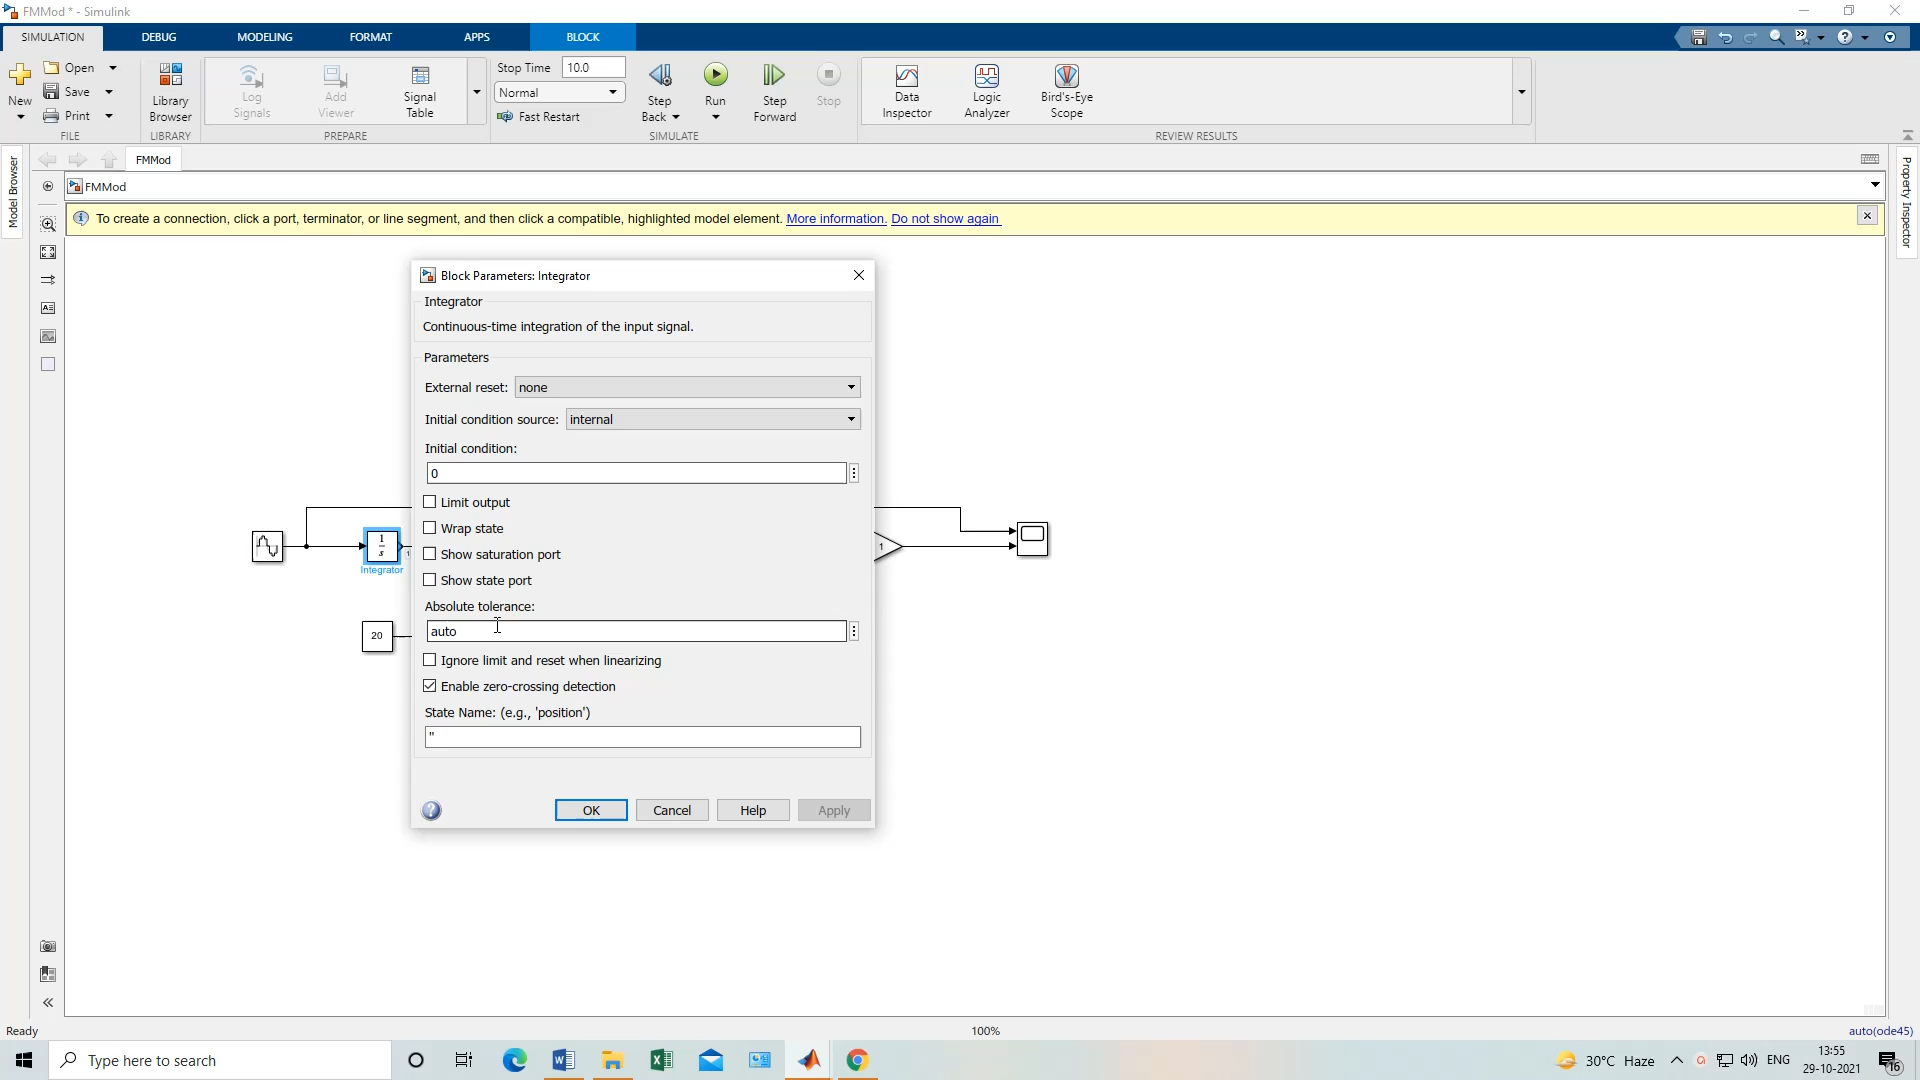 FMMod * - Simulink
SIMULATION DEBUG MODELING FORMAT APPS BLOCK
New
Open
Save
Print
FILE
Library Browser
LIBRARY
Log Signals
Add Viewer
Signal Table
PREPARE
Stop Time 10.0
Normal
Fast Restart
Step Back
Run
Step Forward
Stop
SIMULATE
Data Inspector
Logic Analyzer
Bird's-Eye Scope
REVIEW RESULTS
Model Browser
FMMod
FMMod
Property Inspector
To create a connection, click a port, terminator, or line segment, and then click a compatible, highlighted model element. More information. Do not show again
Block Parameters: Integrator
Integrator
Continuous-time integration of the input signal.
Parameters
External reset: none
Initial condition source: internal
Initial condition:
0
Limit output
Wrap state
Show saturation port
Show state port
Absolute tolerance:
auto
Ignore limit and reset when linearizing
Enable zero-crossing detection
State Name: (e.g., 'position')
''
OK Cancel Help Apply
1
s
1
Integrator
20
1
Ready 100% auto(ode45)
Type here to search
30°C Haze
ENG
13:55
29-10-2021
16